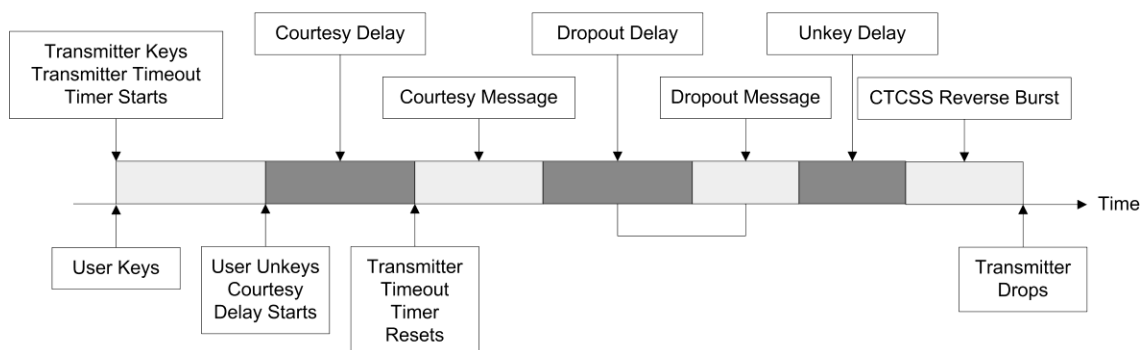 Courtesy Delay
Dropout Delay
Unkey Delay
Transmitter Keys
Transmitter Timeout
Timer Starts
Courtesy Message
Dropout Message
CTCSS Reverse Burst
Time
User Keys
User Unkeys
Courtesy
Delay Starts
Transmitter
Timeout
Timer
Resets
Transmitter
Drops